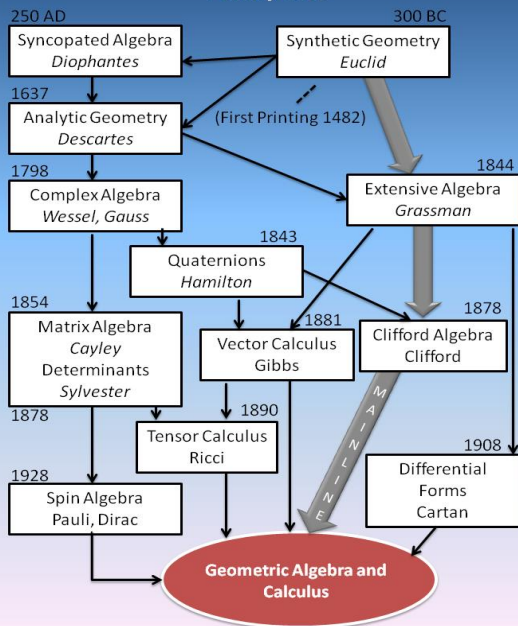 250 AD
Syncopated Algebra
Diophantes
300 BC
Synthetic Geometry
Euclid
(First Printing 1482)
1637
Analytic Geometry
Descartes
1798
Complex Algebra
Wessel, Gauss
1844
Extensive Algebra
Grassman
1843
Quaternions
Hamilton
1854
Matrix Algebra
Cayley
Determinants
Sylvester
1878
1881
Vector Calculus
Gibbs
1878
Clifford Algebra
Clifford
MAINLINE
1890
Tensor Calculus
Ricci
1908
Differential
Forms
Cartan
1928
Spin Algebra
Pauli, Dirac
Geometric Algebra and
Calculus